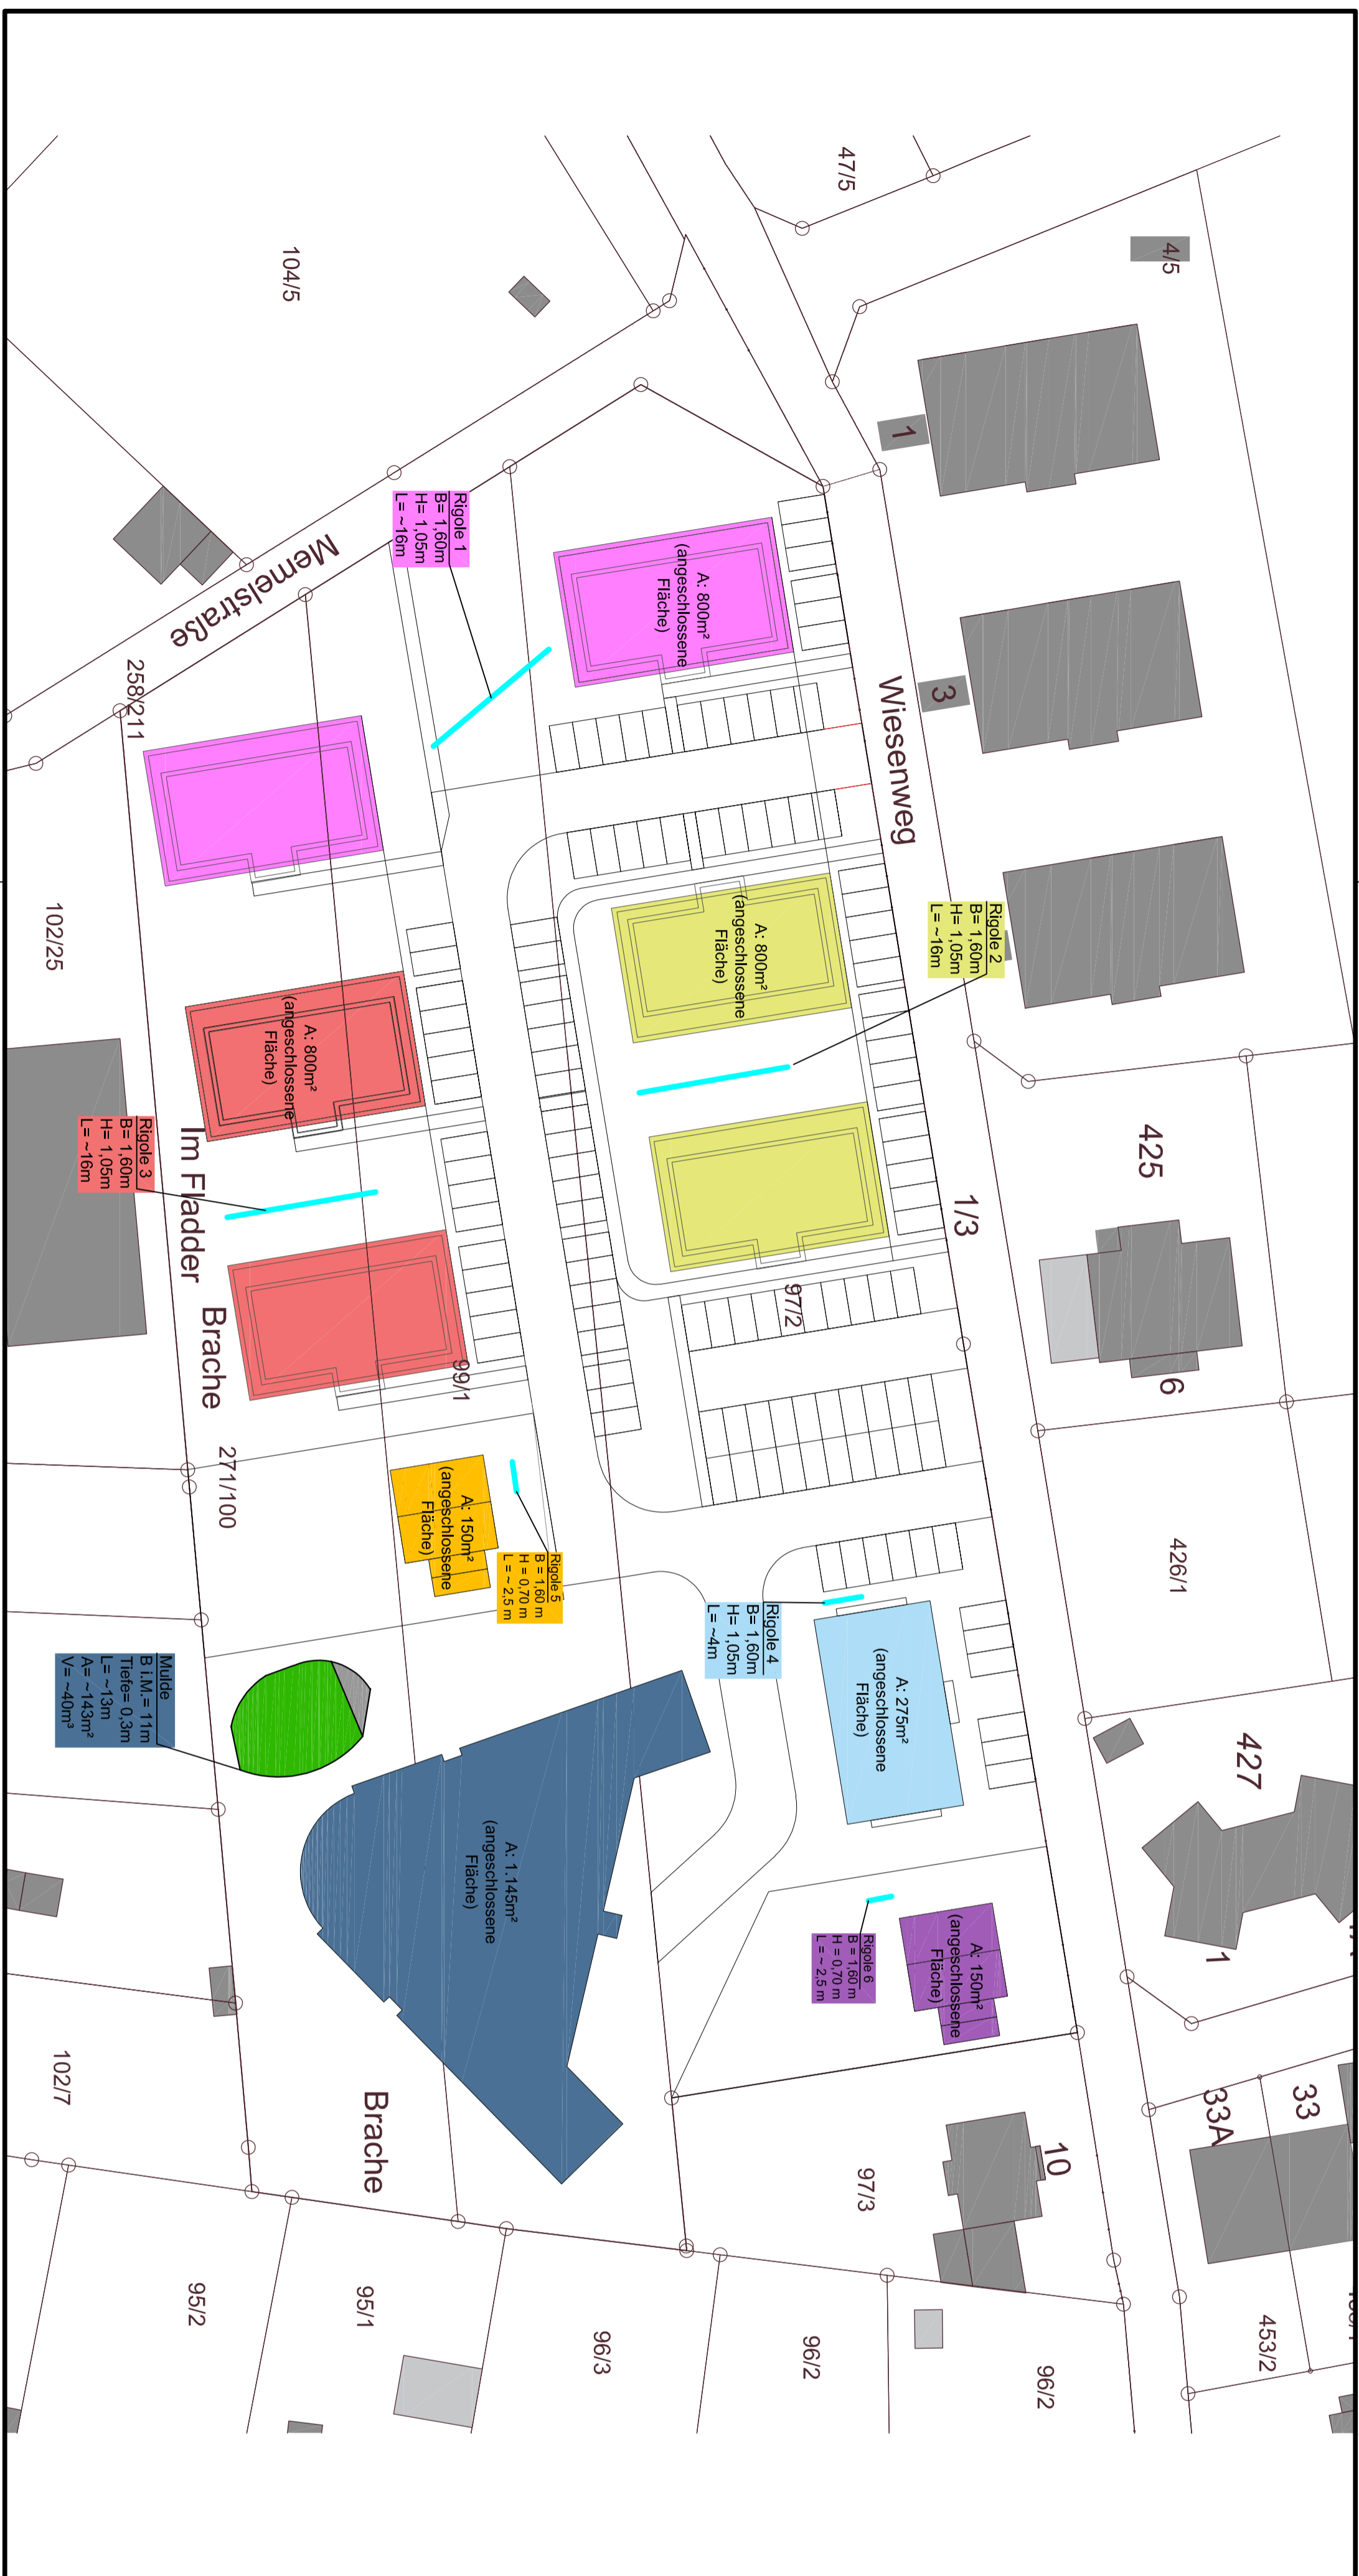 47/5
4/5
104/5
1
Rigole 1
B= 1,60m
H= 1,05m
L= ~16m
A: 800m²
(angeschlossene
Fläche)
Memelstraße
258/211
3
Wiesenweg
102/25
Rigole 2
B= 1,60m
H= 1,05m
L= ~16m
A: 800m²
(angeschlossene
Fläche)
A: 800m²
(angeschlossene
Fläche)
Rigole 3
B= 1,60m
H= 1,05m
L= ~16m
Im Fladder
Brache
425
1/3
97/2
6
99/1
271/100
A: 150m²
(angeschlossene
Fläche)
Rigole 5
B = 1,60 m
H = 0,70 m
L = ~ 2,5 m
426/1
Rigole 4
B= 1,60m
H= 1,05m
L= ~4m
A: 275m²
(angeschlossene
Fläche)
Mulde
B i.M.= 11m
Tiefe= 0,3m
L= ~13m
A= ~143m²
V= ~40m³
427
1
A: 1.145m²
(angeschlossene
Fläche)
Rigole 6
B = 1,60 m
H = 0,70 m
L = ~ 2,5 m
A: 150m²
(angeschlossene
Fläche)
102/7
Brache
33
33A
10
97/3
95/2
95/1
96/3
96/2
96/2
453/2